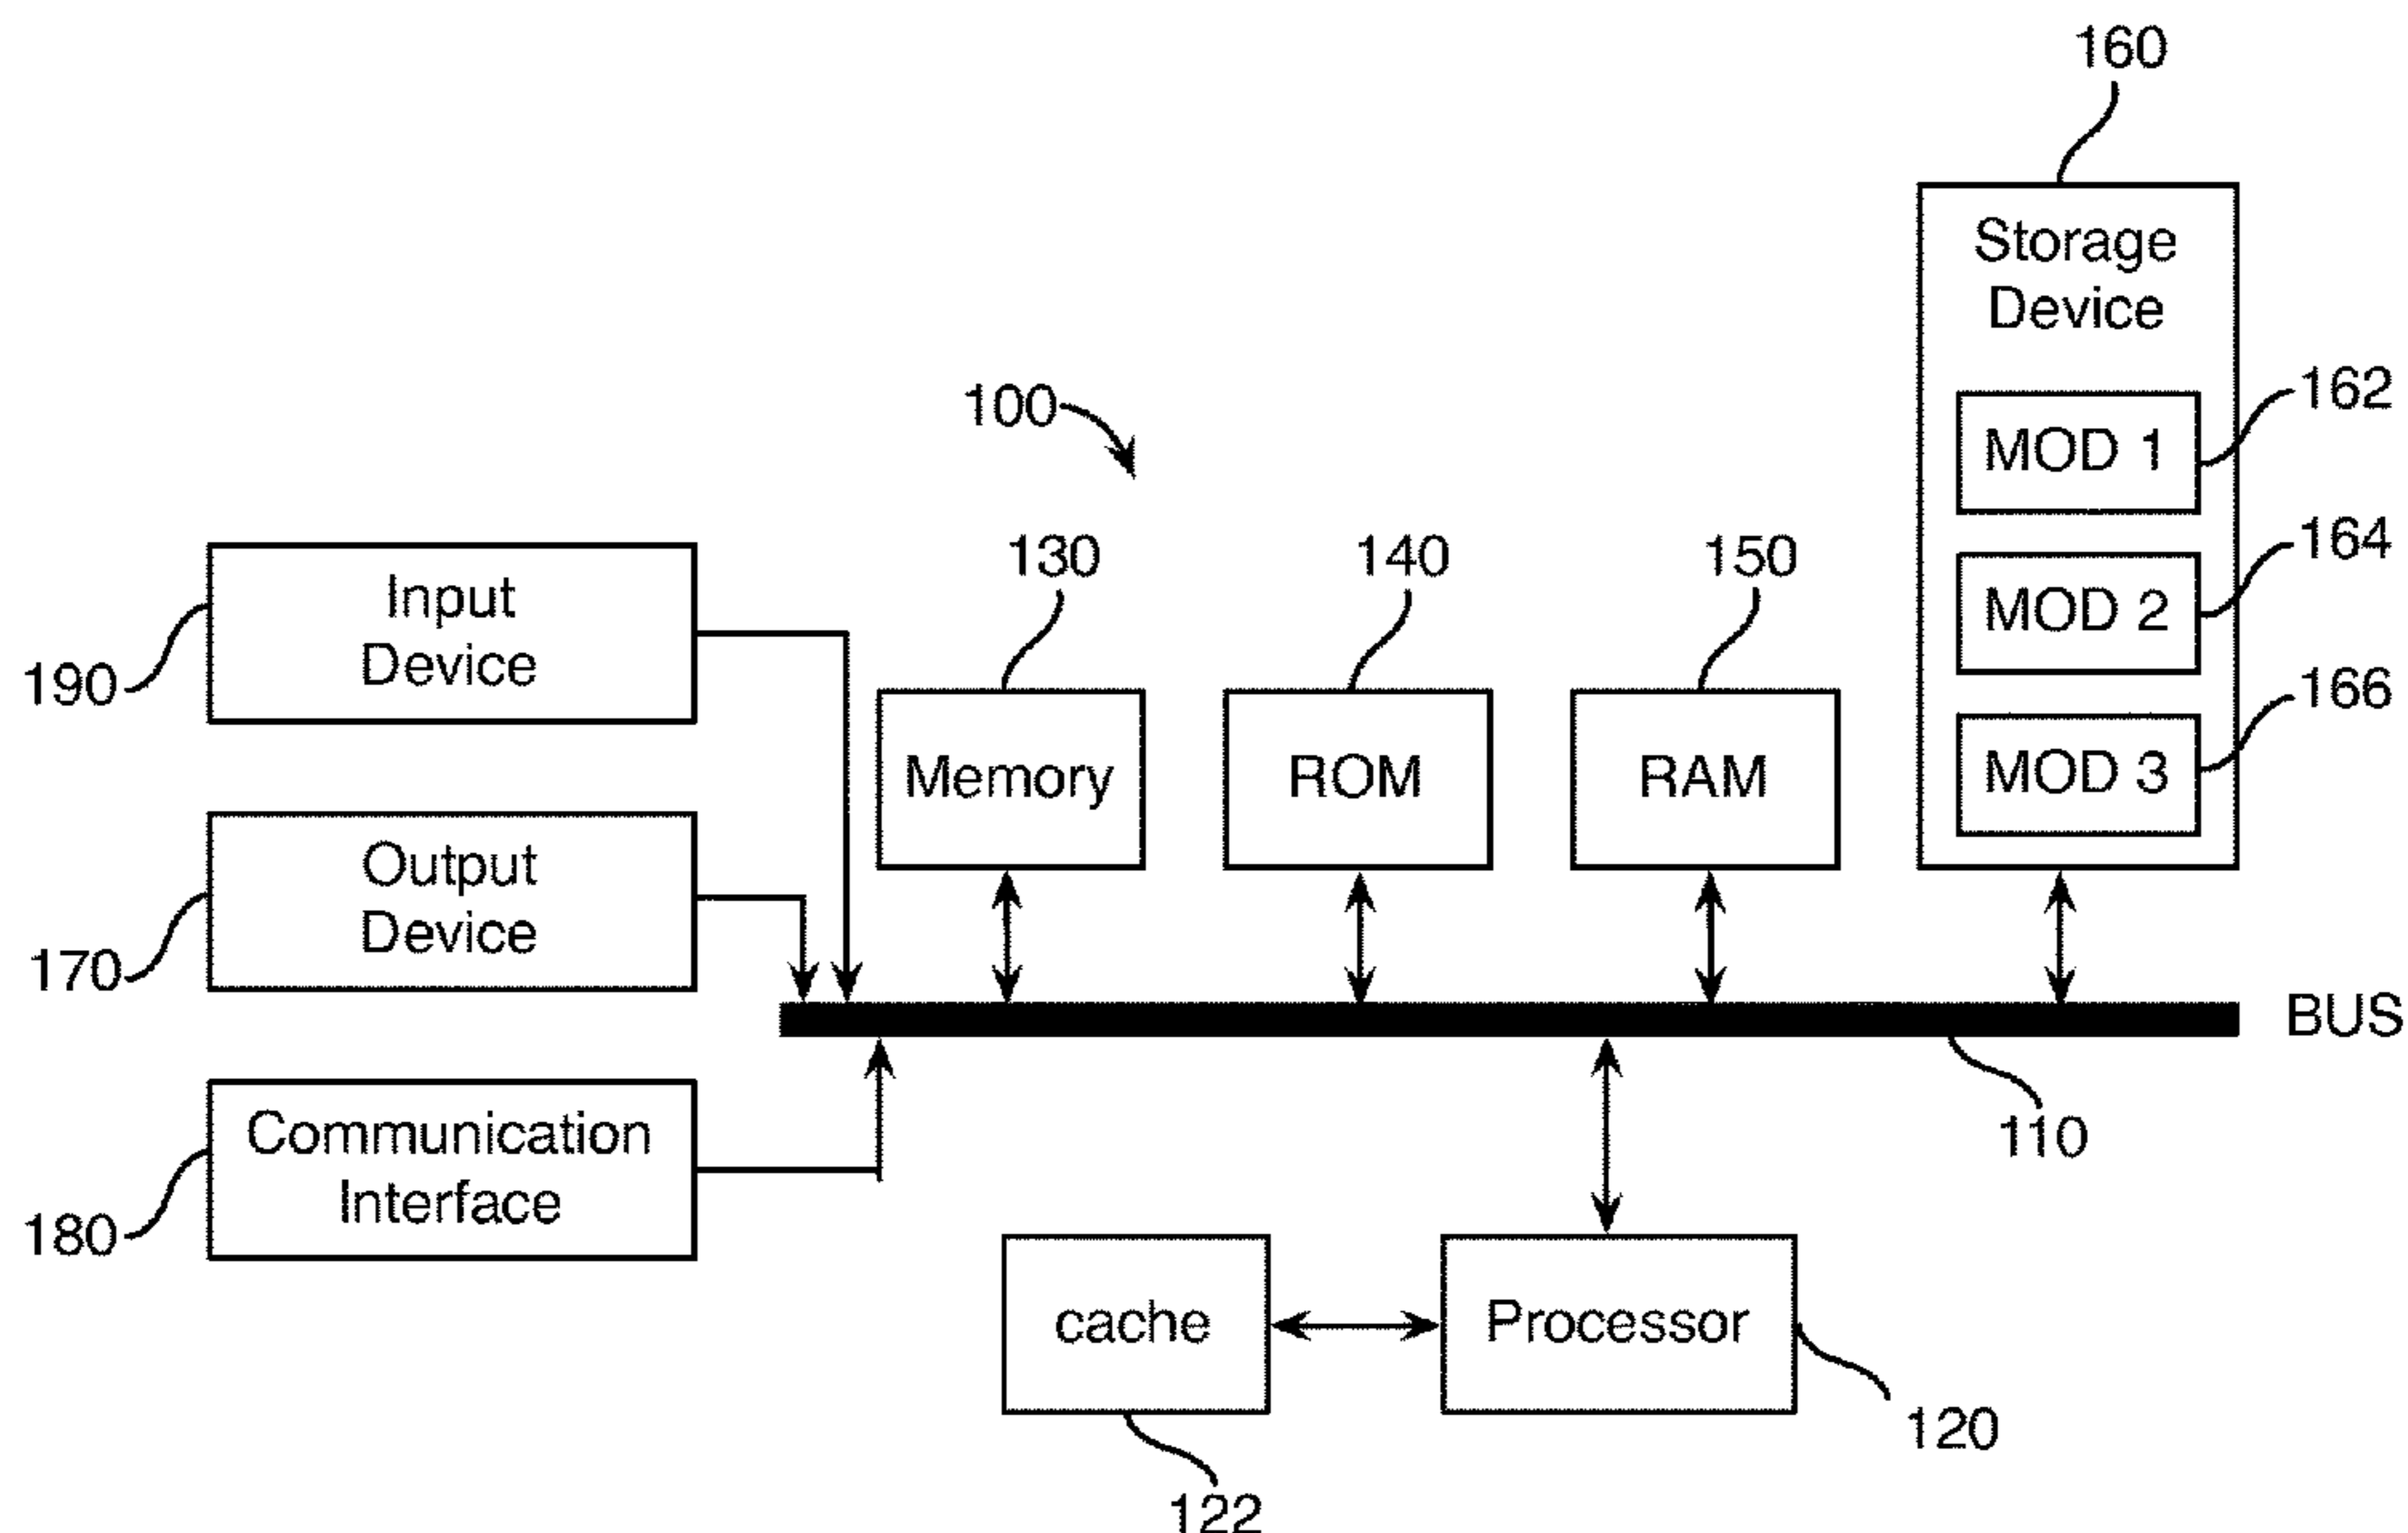 160
Storage
Device
162
MOD 1
100
164
MOD 2
130
140
150
Input
Device
190
166
MOD 3
Memory
ROM
RAM
Output
Device
170
BUS
110
Communication
Interface
180
cache
Processor
120
122